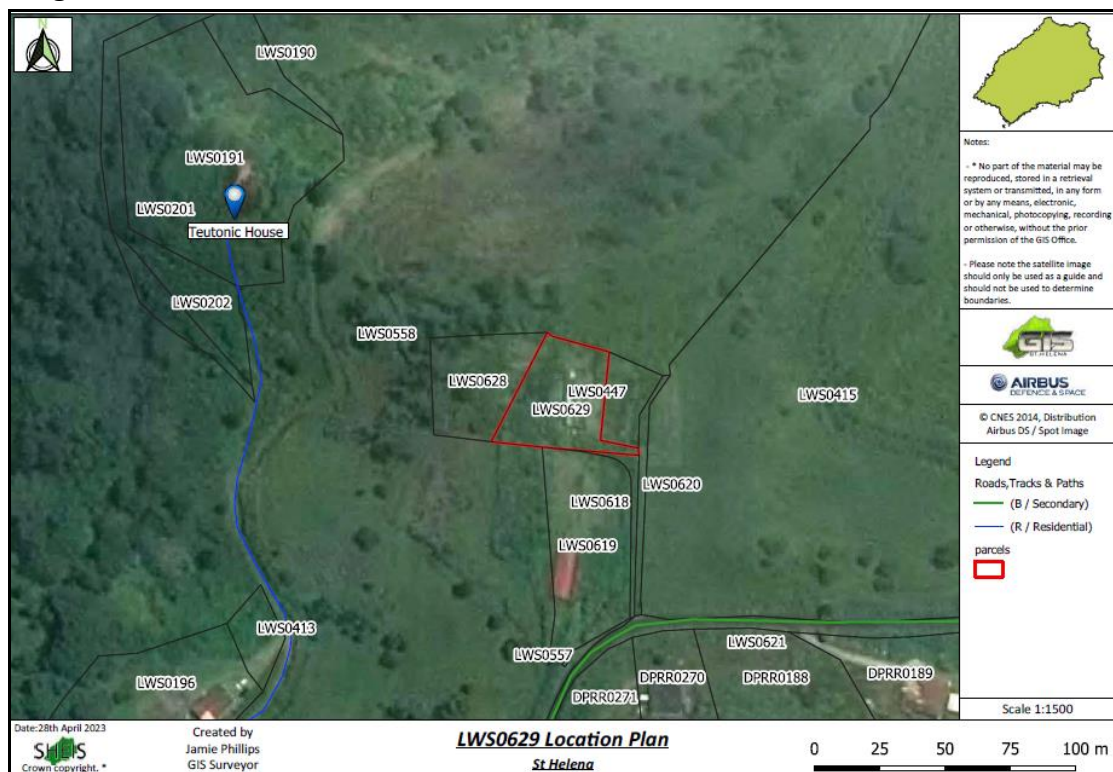 N
LWS0190
LWS0191
LWS0201
Teutonic House
LWS0202
LWS0558
LWS0628
LWS0447
LWS0629
LWS0415
LWS0620
LWS0618
LWS0619
LWS0413
LWS0557
LWS0621
LWS0196
DPRR0271
DPRR0270
DPRR0188
DPRR0189
Notes:
- * No part of the material may be
reproduced, stored in a retrieval
system or transmitted, in any form
or by any means, electronic,
mechanical, photocopying, recording
or otherwise, without the prior
permission of the GIS Office.
- Please note the satellite image
should only be used as a guide and
should not be used to determine
boundaries.
GIS
ST HELENA
AIRBUS
DEFENCE & SPACE
© CNES 2014, Distribution
Airbus DS / Spot Image
Legend
Roads,Tracks & Paths
(B / Secondary)
(R / Residential)
parcels
Scale 1:1500
Date:28th April 2023
SHEIS
Crown copyright. *
Created by
Jamie Phillips
GIS Surveyor
LWS0629 Location Plan
St Helena
0 25 50 75 100 m